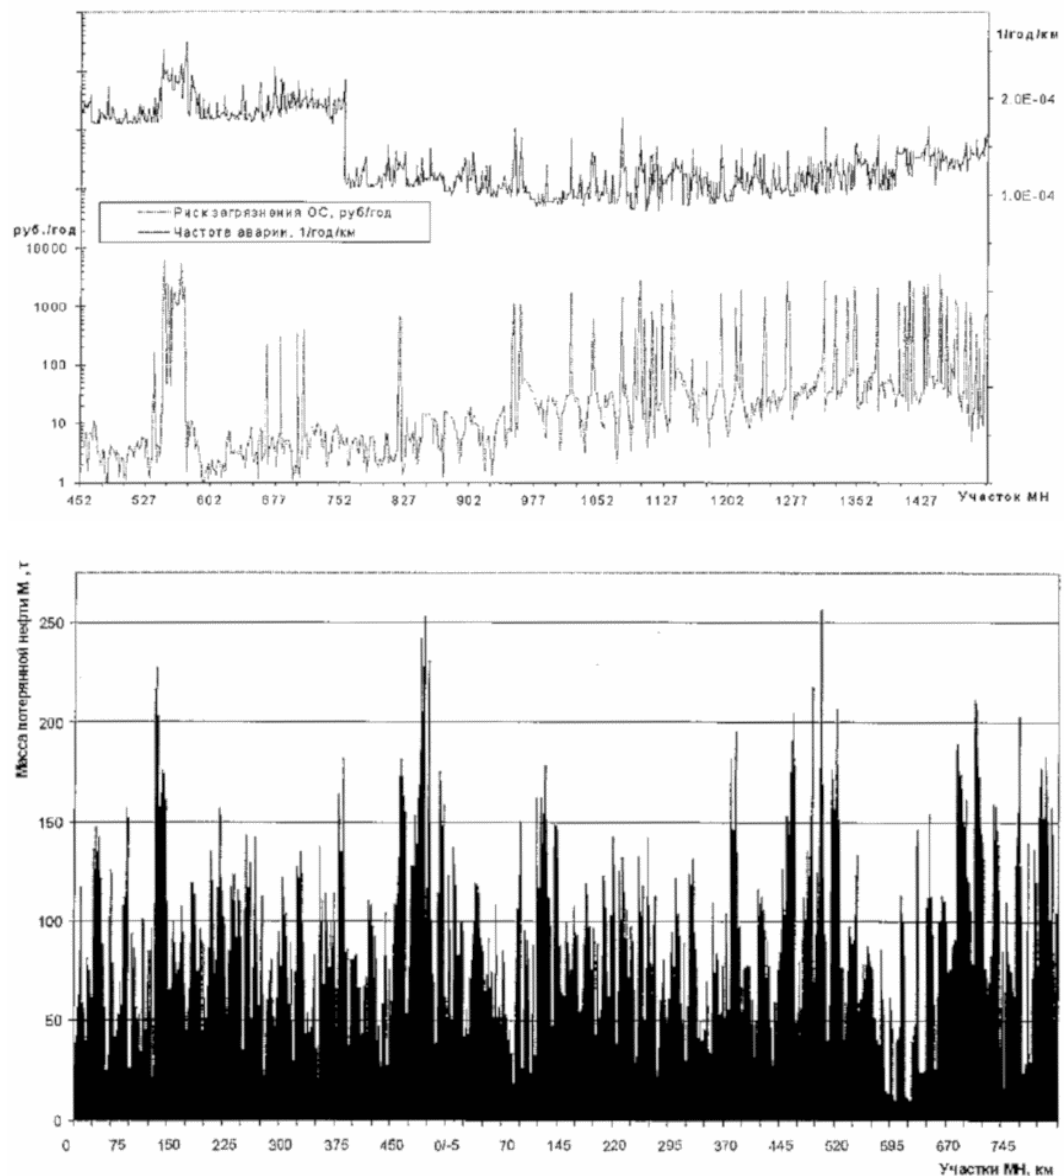 1/год/км
2.0E-04
1.0E-04
Риск загрязнения ОС, руб/год
Частота аварии, 1/год/км
руб./год
10000
1000
100
10
1
452 527 602 677 752 827 902 977 1052 1127 1202 1277 1352 1427 Участок МН
Масса потерянной нефти М, т
250
200
150
100
50
0
0 75 150 225 300 375 450 0/-5 70 145 220 295 370 445 520 595 670 745
Участки МН, км